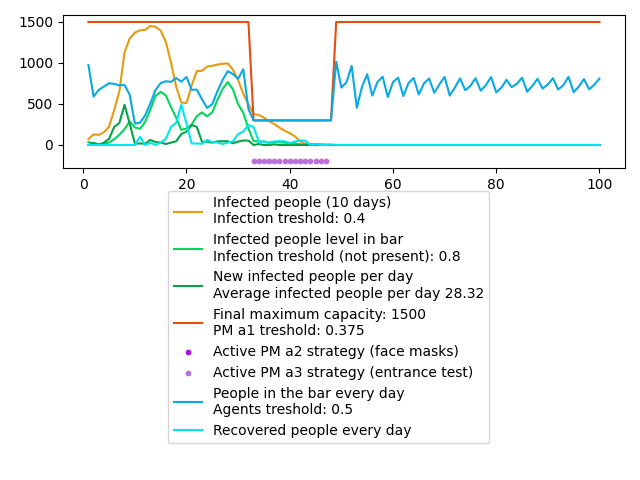 1500
1000
500
0
0 20 40 60 80 100
Infected people (10 days)
Infection treshold: 0.4
Infected people level in bar
Infection treshold (not present): 0.8
New infected people per day
Average infected people per day 28.32
Final maximum capacity: 1500
PM a1 treshold: 0.375
Active PM a2 strategy (face masks)
Active PM a3 strategy (entrance test)
People in the bar every day
Agents treshold: 0.5
Recovered people every day